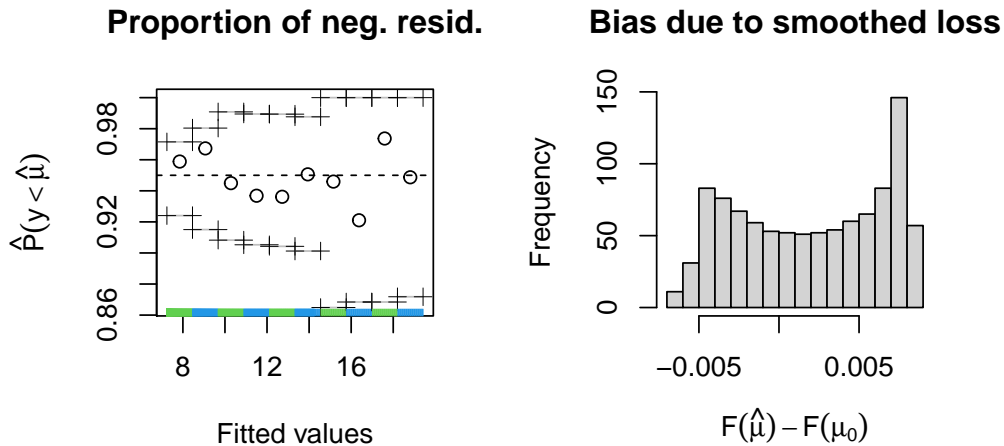 Proportion of neg. resid.
P̂(y < μ̂)
0.98
0.92
0.86
8
12
16
Fitted values
Bias due to smoothed loss
Frequency
150
100
50
0
−0.005
0.005
F(μ̂) − F(μ₀)